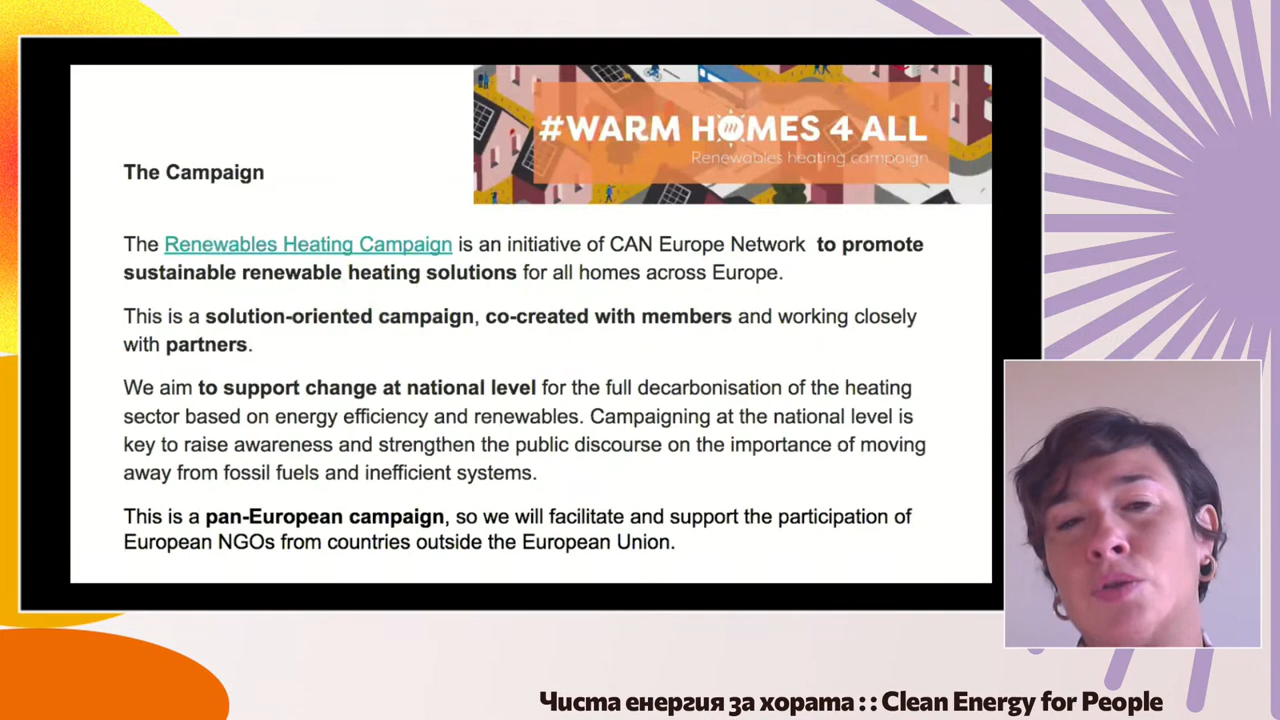 #WARM HOMES 4 ALL
Renewables heating campaign
The Campaign
The Renewables Heating Campaign is an initiative of CAN Europe Network to promote
sustainable renewable heating solutions for all homes across Europe.
This is a solution-oriented campaign, co-created with members and working closely
with partners.
We aim to support change at national level for the full decarbonisation of the heating
sector based on energy efficiency and renewables. Campaigning at the national level is
key to raise awareness and strengthen the public discourse on the importance of moving
away from fossil fuels and inefficient systems.
This is a pan-European campaign, so we will facilitate and support the participation of
European NGOs from countries outside the European Union.
Чиста енергия за хората :: Clean Energy for People